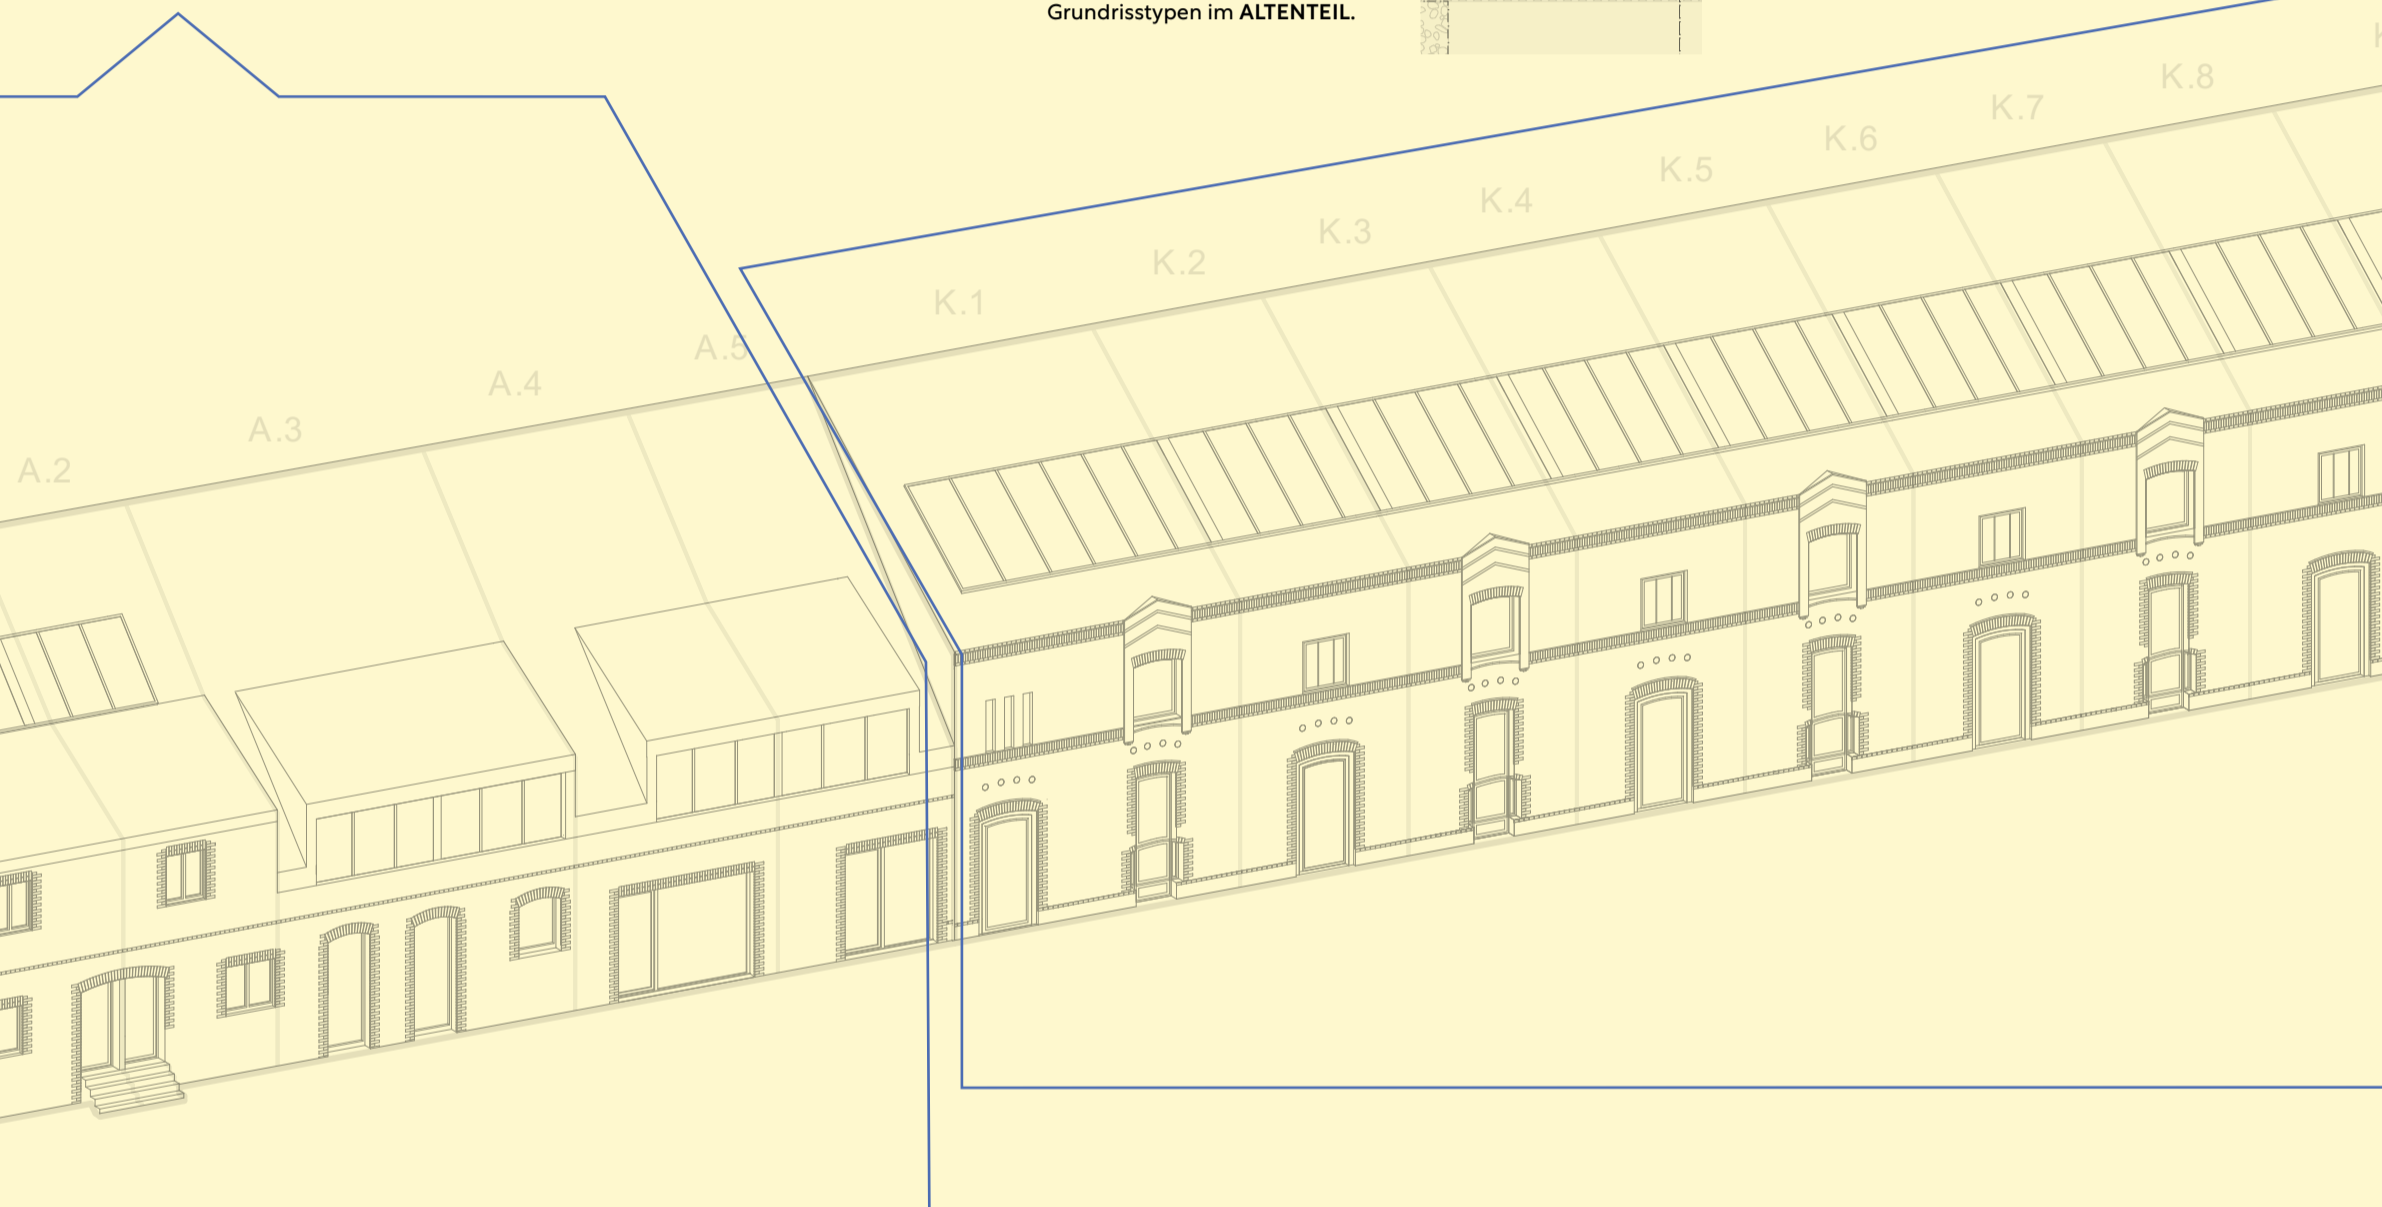 Grundrisstypen im ALTENTEIL.
K.8
K.7
K.6
K.5
K.4
K.3
K.2
K.1
A.5
A.4
A.3
A.2